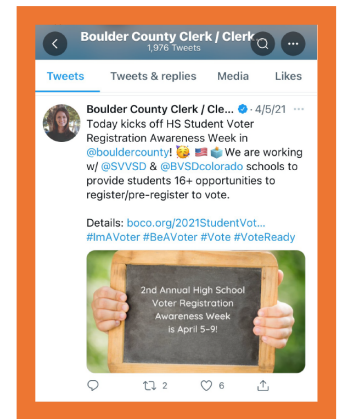 Boulder County Clerk / Clerk
1,976 Tweets
Tweets Tweets & replies Media Likes
Boulder County Clerk / Cle... · 4/5/21 ···
Today kicks off HS Student Voter
Registration Awareness Week in
@bouldercounty! 🥳 🇺🇸 🗳️ We are working
w/ @SVVSD & @BVSDcolorado schools to
provide students 16+ opportunities to
register/pre-register to vote.
Details: boco.org/2021StudentVot...
#ImAVoter #BeAVoter #Vote #VoteReady
2nd Annual High School
Voter Registration
Awareness Week
is April 5-9!
2 6